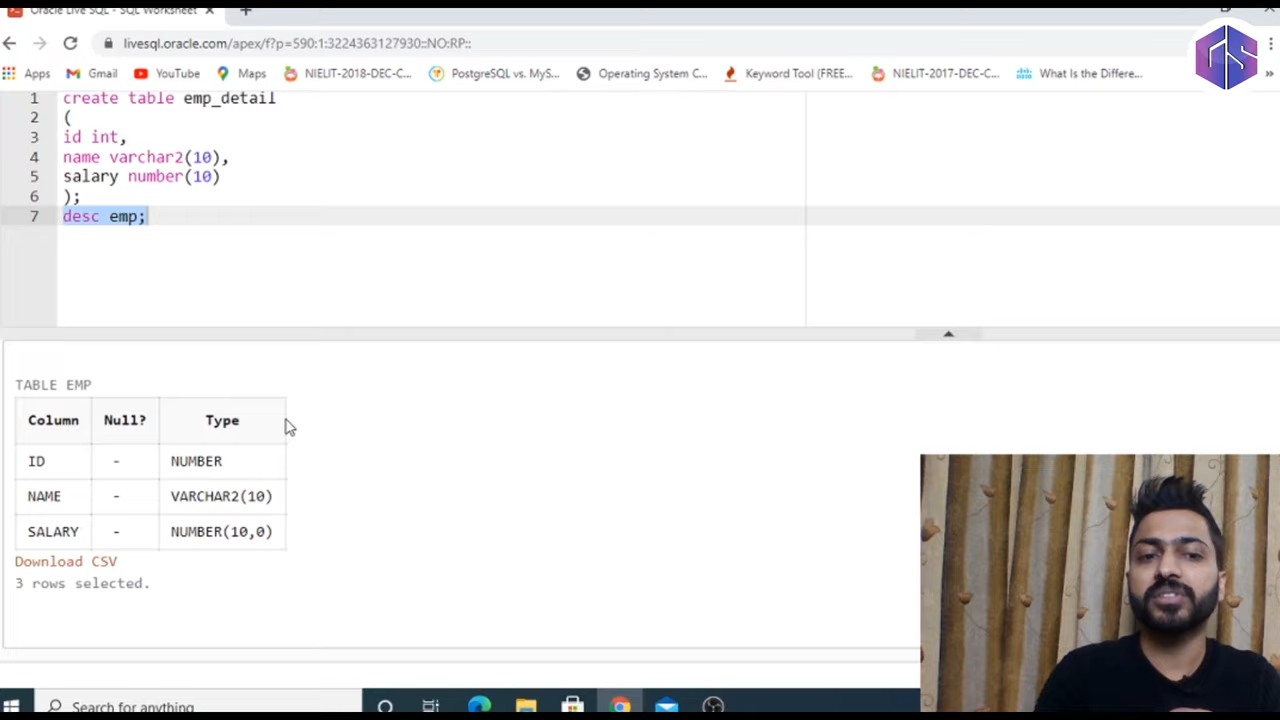 Oracle Live SQL - SQL Worksheet
livesql.oracle.com/apex/f?p=590:1:3224363127930::NO:RP::
Apps Gmail YouTube Maps NIELIT-2018-DEC-C... PostgreSQL vs. MyS... Operating System C... Keyword Tool (FREE... NIELIT-2017-DEC-C... What Is the Differe... »
1 create table emp_detail
2 (
3 id int,
4 name varchar2(10),
5 salary number(10)
6 );
7 desc emp;
TABLE EMP
Column Null? Type
ID - NUMBER
NAME - VARCHAR2(10)
SALARY - NUMBER(10,0)
Download CSV
3 rows selected.
Search for anything